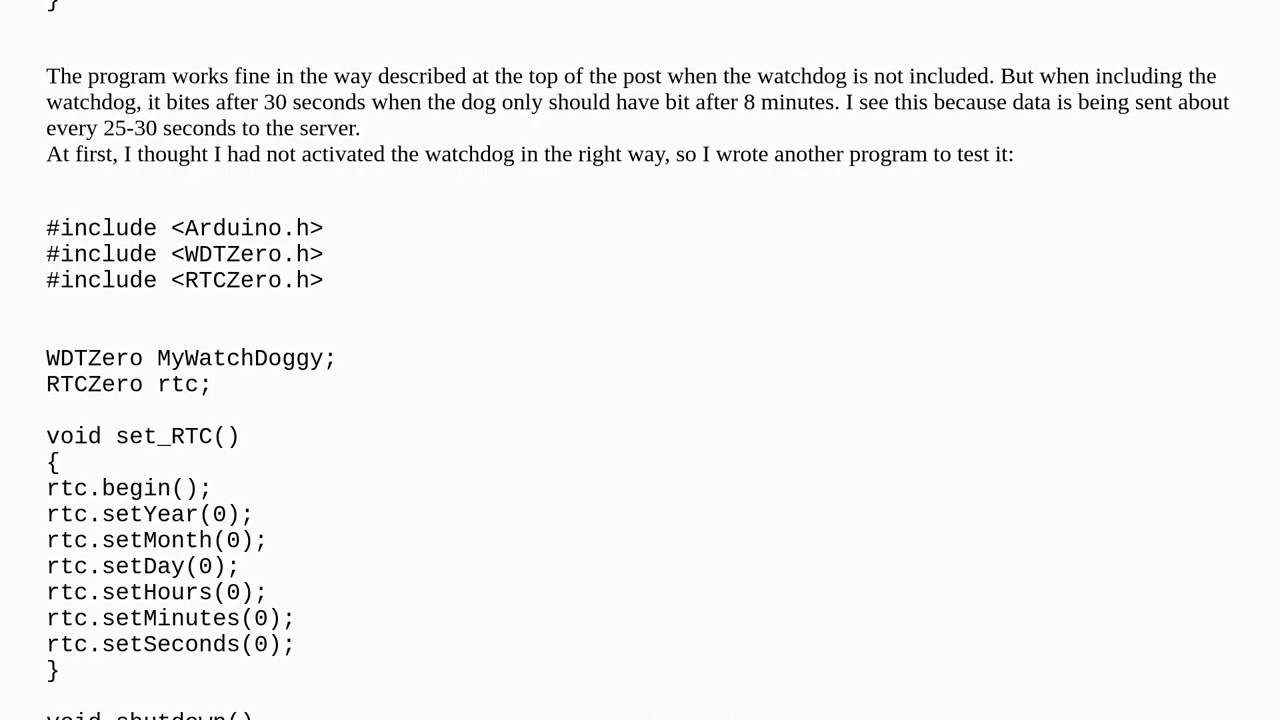 }
The program works fine in the way described at the top of the post when the watchdog is not included. But when including the
watchdog, it bites after 30 seconds when the dog only should have bit after 8 minutes. I see this because data is being sent about
every 25-30 seconds to the server.
At first, I thought I had not activated the watchdog in the right way, so I wrote another program to test it:
#include <Arduino.h>
#include <WDTZero.h>
#include <RTCZero.h>
WDTZero MyWatchDoggy;
RTCZero rtc;
void set_RTC()
{
rtc.begin();
rtc.setYear(0);
rtc.setMonth(0);
rtc.setDay(0);
rtc.setHours(0);
rtc.setMinutes(0);
rtc.setSeconds(0);
}
void shutdown()